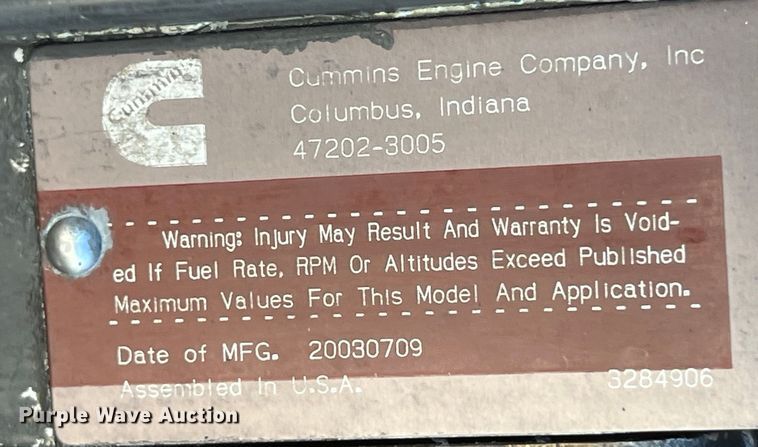 Cummins
Cummins Engine Company, Inc
Columbus, Indiana
47202-3005
Warning: Injury May Result And Warranty Is Void-
ed If Fuel Rate, RPM Or Altitudes Exceed Published
Maximum Values For This Model And Application.
Date of MFG. 20030709
Assembled In U.S.A. 3284906
Purple Wave Auction